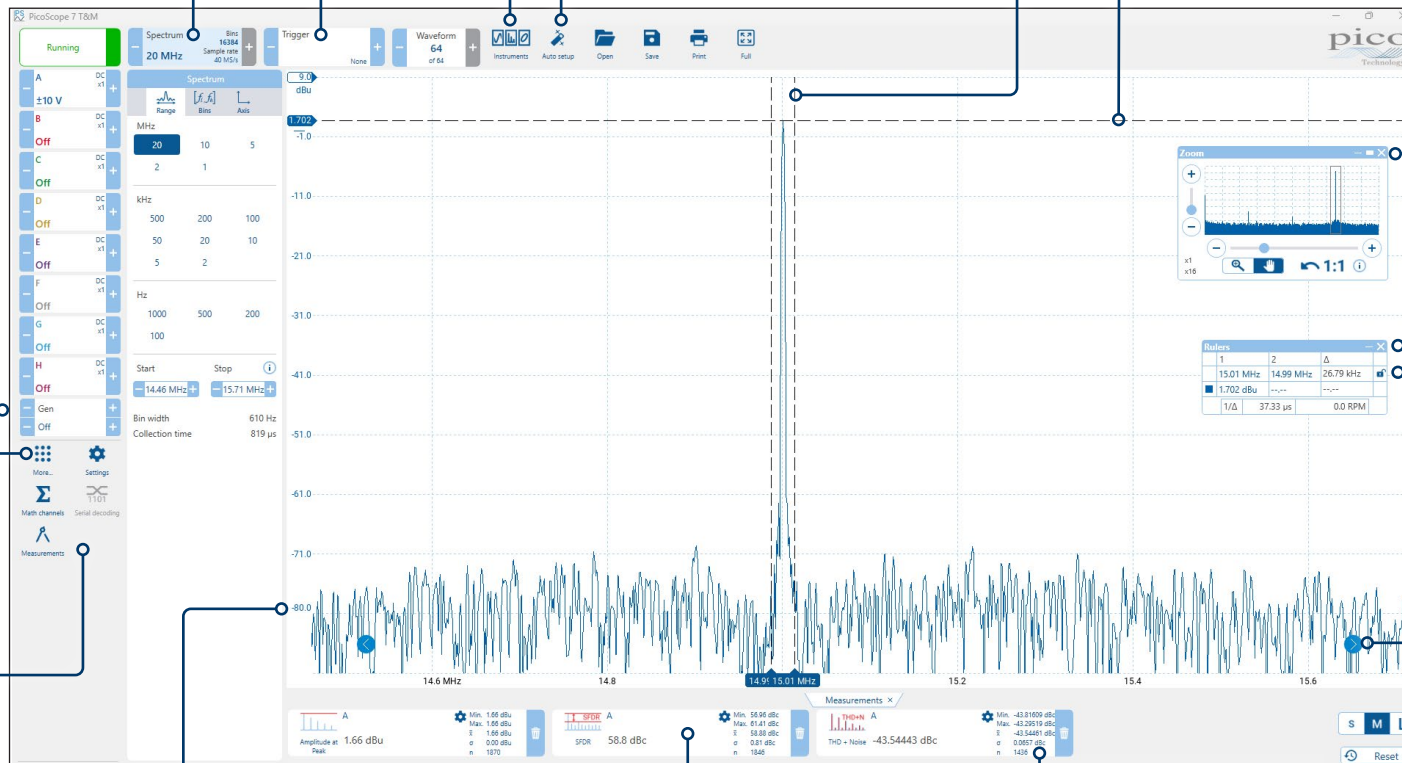 PicoScope 7 T&M
Running
Spectrum
20 MHz
Bins
16384
Sample rate
40 MS/s
Trigger
None
Waveform
64
of 64
Instruments
Auto setup
Open
Save
Print
Full
pico
Technology
A
DC
x1
±10 V
B
DC
x1
Off
C
DC
x1
Off
D
DC
x1
Off
E
DC
x1
Off
F
DC
x1
Off
G
DC
x1
Off
H
DC
x1
Off
Gen
Off
More...
Settings
Math channels
Serial decoding
1101
Measurements
Spectrum
Range
Bins
Axis
MHz
20 10 5
2 1
kHz
500 200 100
50 20 10
5 2
Hz
1000 500 200
100
Start
Stop
14.46 MHz
15.71 MHz
Bin width 610 Hz
Collection time 819 µs
9.0
dBu
1.702
-1.0
-11.0
-21.0
-31.0
-41.0
-51.0
-61.0
-71.0
-80.0
14.6 MHz
14.8
15.01 MHz
15.2
15.4
15.6
Zoom
x1
x16
1:1
Rulers
1 2 Δ
15.01 MHz 14.99 MHz 26.79 kHz
1.702 dBu --.-- --.--
1/Δ 37.33 µs 0.0 RPM
Measurements ×
A
Amplitude at Peak
1.66 dBu
Min. 1.66 dBu
Max. 1.66 dBu
x̄ 1.66 dBu
σ 0.00 dBu
n 1870
SFDR
A
SFDR
58.8 dBc
Min. 56.96 dBc
Max. 61.41 dBc
x̄ 58.88 dBc
σ 0.81 dBc
n 1846
THD+N
A
THD + Noise
-43.54443 dBc
Min. -43.81609 dBc
Max. -43.29519 dBc
x̄ -43.54461 dBc
σ 0.0657 dBc
n 1436
S M L
Reset